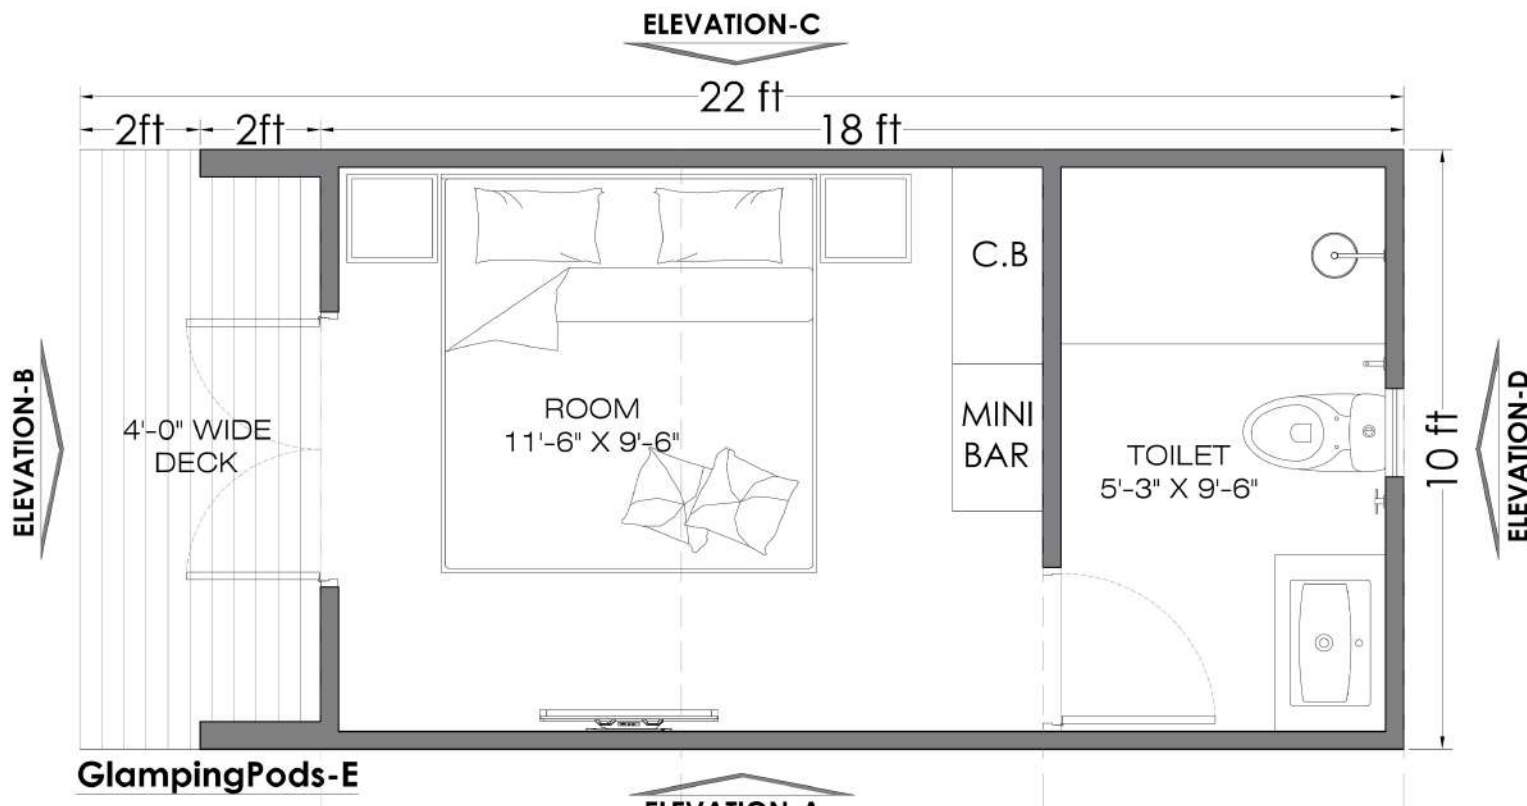 ELEVATION-C
22 ft
2ft
2ft
18 ft
C.B
ELEVATION-B
ROOM
11'-6" X 9'-6"
4'-0" WIDE
DECK
MINI
BAR
TOILET
5'-3" X 9'-6"
10 ft
ELEVATION-D
GlampingPods-E
ELEVATION-A